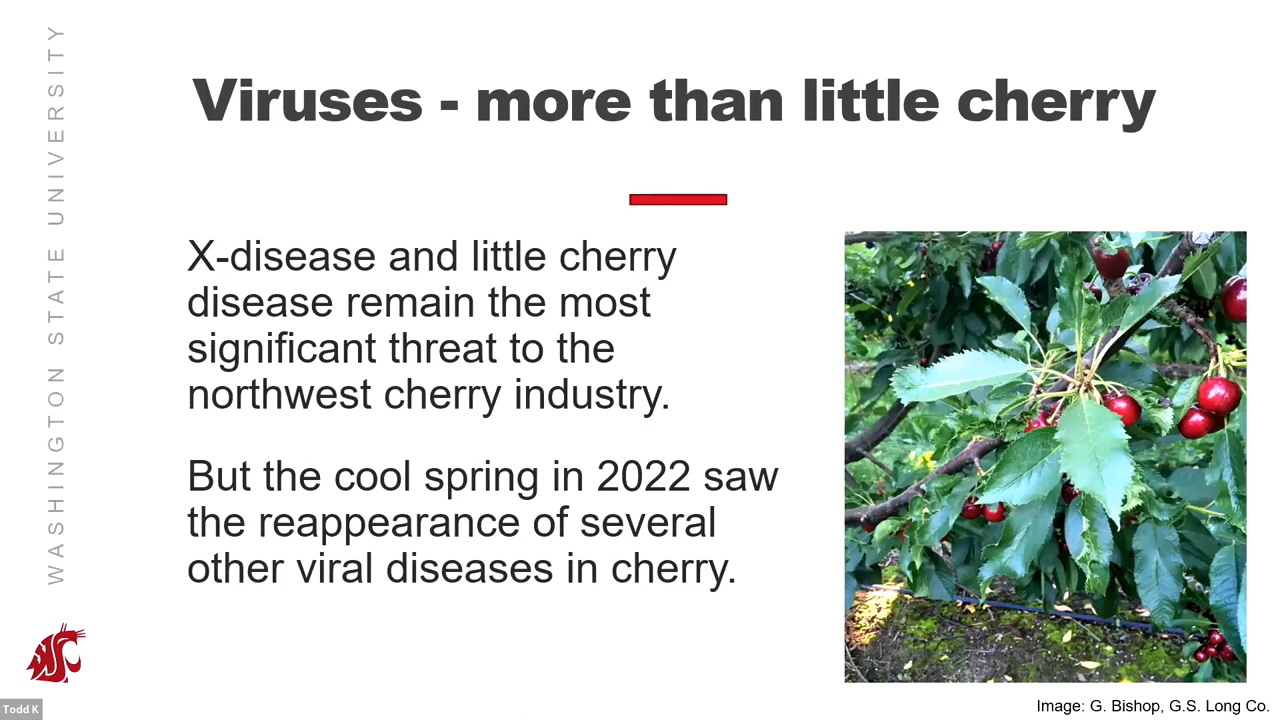 WASHINGTON STATE UNIVERSITY
Viruses - more than little cherry
X-disease and little cherry
disease remain the most
significant threat to the
northwest cherry industry.
But the cool spring in 2022 saw
the reappearance of several
other viral diseases in cherry.
WSC
Todd K
Image: G. Bishop, G.S. Long Co.